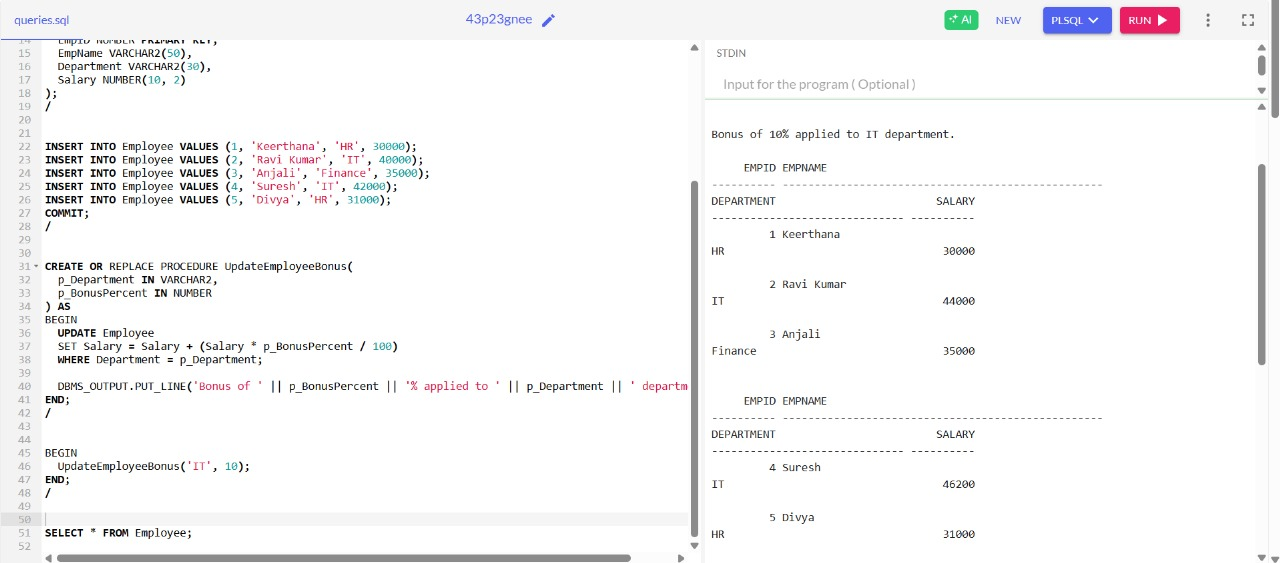 queries.sql
43p23gnee
AI
NEW
PLSQL
RUN
14 EmpID NUMBER PRIMARY KEY,
15 EmpName VARCHAR2(50),
16 Department VARCHAR2(30),
17 Salary NUMBER(10, 2)
18 );
19 /
20
21
22 INSERT INTO Employee VALUES (1, 'Keerthana', 'HR', 30000);
23 INSERT INTO Employee VALUES (2, 'Ravi Kumar', 'IT', 40000);
24 INSERT INTO Employee VALUES (3, 'Anjali', 'Finance', 35000);
25 INSERT INTO Employee VALUES (4, 'Suresh', 'IT', 42000);
26 INSERT INTO Employee VALUES (5, 'Divya', 'HR', 31000);
27 COMMIT;
28 /
29
30
31 CREATE OR REPLACE PROCEDURE UpdateEmployeeBonus(
32 p_Department IN VARCHAR2,
33 p_BonusPercent IN NUMBER
34 ) AS
35 BEGIN
36 UPDATE Employee
37 SET Salary = Salary + (Salary * p_BonusPercent / 100)
38 WHERE Department = p_Department;
39
40 DBMS_OUTPUT.PUT_LINE('Bonus of ' || p_BonusPercent || '% applied to ' || p_Department || ' departm
41 END;
42 /
43
44
45 BEGIN
46 UpdateEmployeeBonus('IT', 10);
47 END;
48 /
49
50
51 SELECT * FROM Employee;
52
STDIN
Input for the program ( Optional )
Bonus of 10% applied to IT department.
EMPID EMPNAME
---------- --------------------------------------------------
DEPARTMENT SALARY
------------------------------ ----------
1 Keerthana
HR 30000
2 Ravi Kumar
IT 44000
3 Anjali
Finance 35000
EMPID EMPNAME
---------- --------------------------------------------------
DEPARTMENT SALARY
------------------------------ ----------
4 Suresh
IT 46200
5 Divya
HR 31000